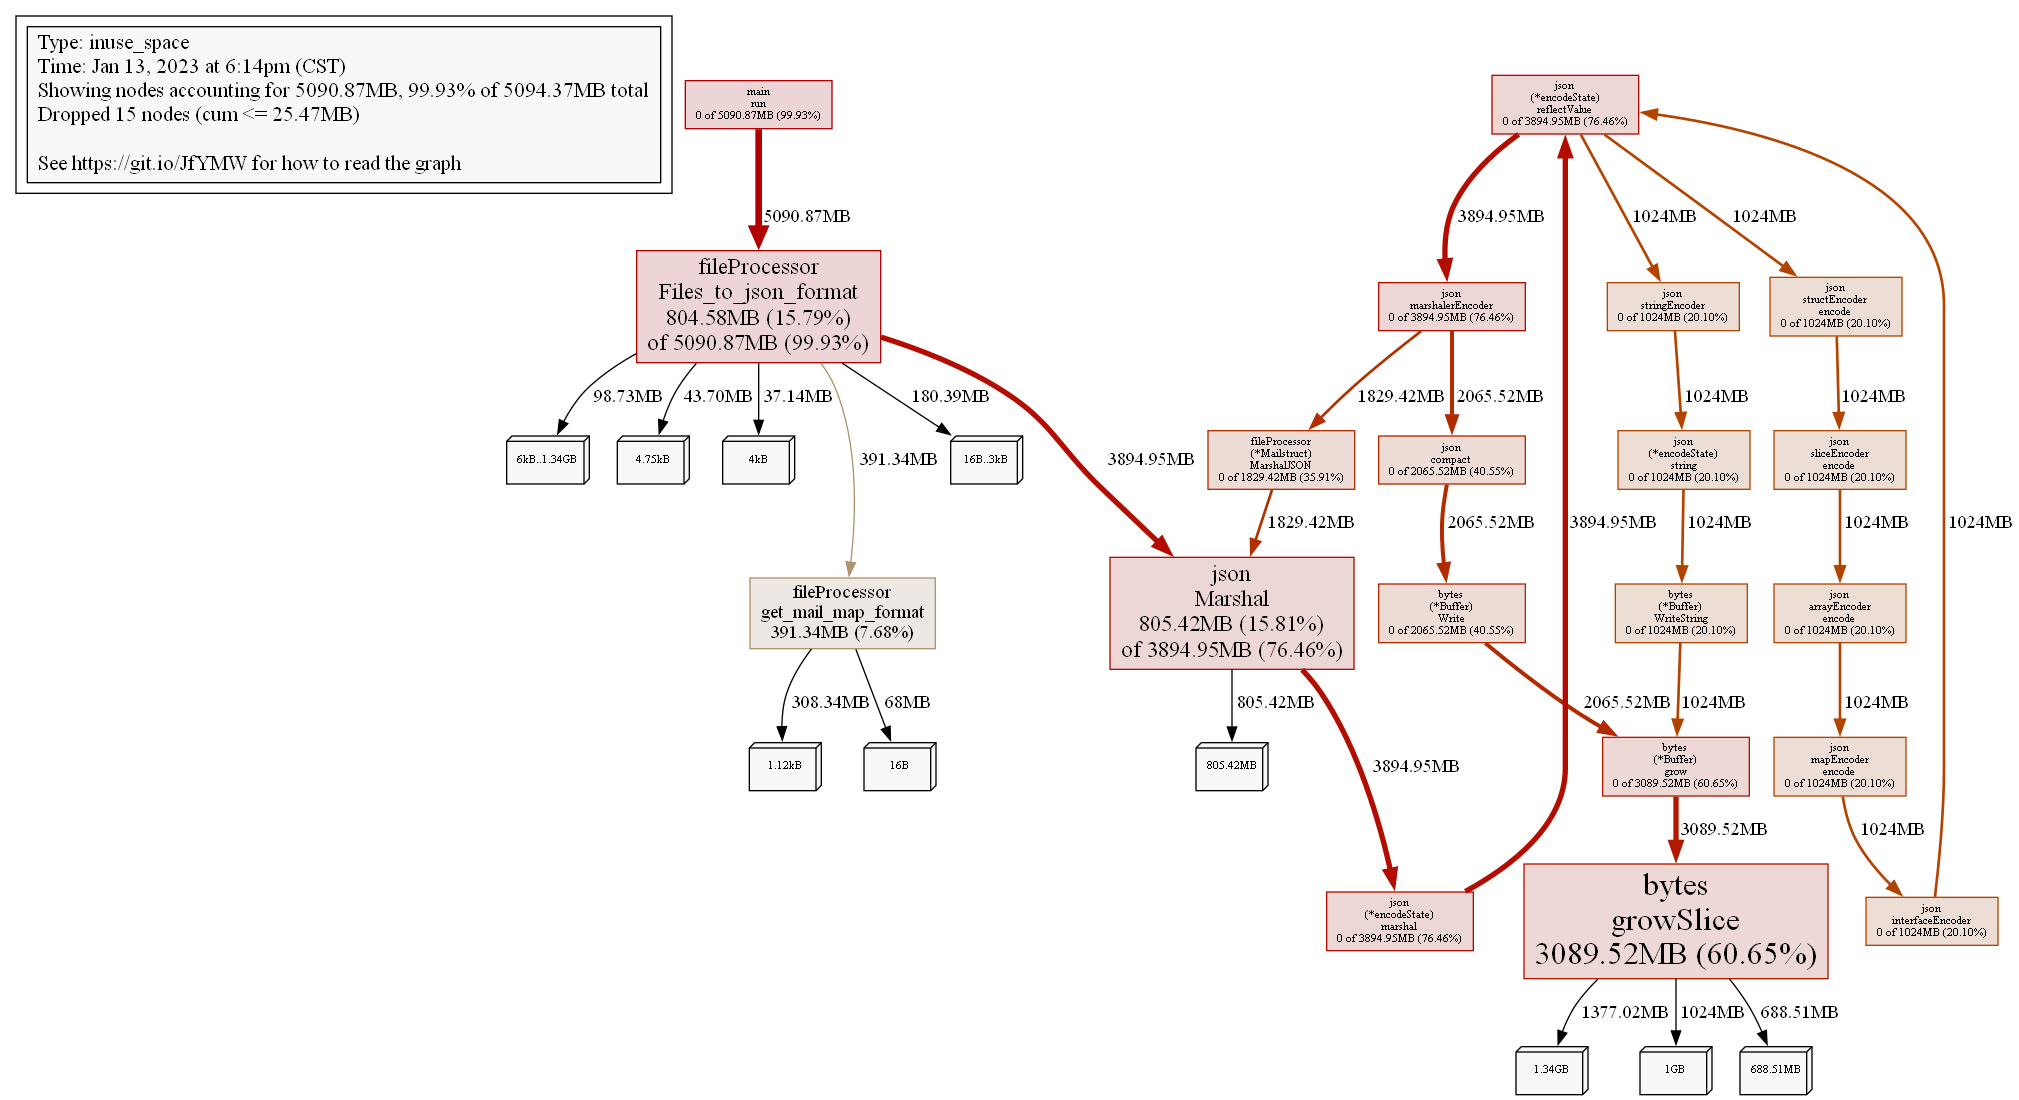 Type: inuse_space
Time: Jan 13, 2023 at 6:14pm (CST)
Showing nodes accounting for 5090.87MB, 99.93% of 5094.37MB total
Dropped 15 nodes (cum <= 25.47MB)
See https://git.io/JfYMW for how to read the graph
main
run
0 of 5090.87MB (99.93%)
5090.87MB
fileProcessor
Files_to_json_format
804.58MB (15.79%)
of 5090.87MB (99.93%)
98.73MB
43.70MB
37.14MB
391.34MB
180.39MB
3894.95MB
6kB..1.34GB
4.75kB
4kB
16B..3kB
fileProcessor
get_mail_map_format
391.34MB (7.68%)
308.34MB
68MB
1.12kB
16B
json
(*encodeState)
reflectValue
0 of 3894.95MB (76.46%)
3894.95MB
1024MB
1024MB
json
marshalerEncoder
0 of 3894.95MB (76.46%)
json
stringEncoder
0 of 1024MB (20.10%)
json
structEncoder
encode
0 of 1024MB (20.10%)
1829.42MB
2065.52MB
1024MB
1024MB
fileProcessor
(*Mailstruct)
MarshalJSON
0 of 1829.42MB (35.91%)
json
compact
0 of 2065.52MB (40.55%)
json
(*encodeState)
string
0 of 1024MB (20.10%)
json
sliceEncoder
encode
0 of 1024MB (20.10%)
1829.42MB
2065.52MB
3894.95MB
1024MB
1024MB
1024MB
json
Marshal
805.42MB (15.81%)
of 3894.95MB (76.46%)
bytes
(*Buffer)
Write
0 of 2065.52MB (40.55%)
bytes
(*Buffer)
WriteString
0 of 1024MB (20.10%)
json
arrayEncoder
encode
0 of 1024MB (20.10%)
805.42MB
3894.95MB
2065.52MB
1024MB
1024MB
805.42MB
bytes
(*Buffer)
grow
0 of 3089.52MB (60.65%)
json
mapEncoder
encode
0 of 1024MB (20.10%)
3089.52MB
1024MB
json
(*encodeState)
marshal
0 of 3894.95MB (76.46%)
bytes
growSlice
3089.52MB (60.65%)
json
interfaceEncoder
0 of 1024MB (20.10%)
1377.02MB
1024MB
688.51MB
1.34GB
1GB
688.51MB